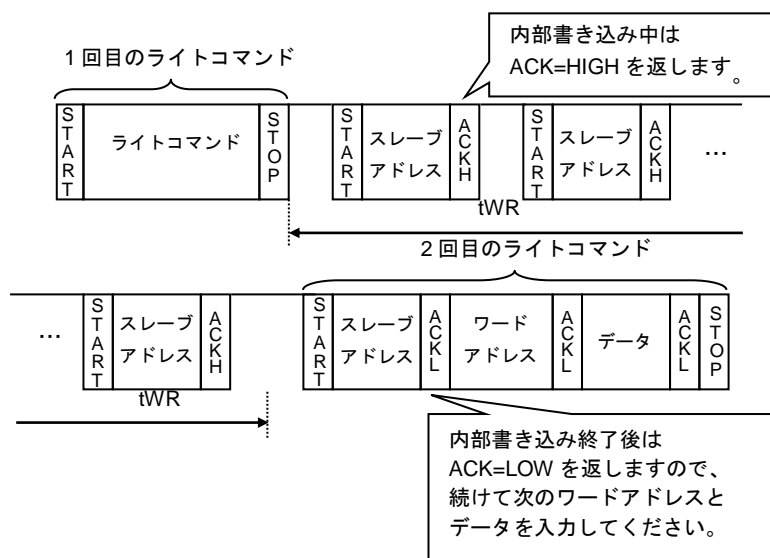 内部書き込み中は
ACK=HIGH を返します。
1 回目のライトコマンド
START
ライトコマンド
STOP
START
スレーブ
アドレス
ACKH
START
スレーブ
アドレス
ACKH
…
tWR
2 回目のライトコマンド
…
START
スレーブ
アドレス
ACKH
START
スレーブ
アドレス
ACKL
ワード
アドレス
ACKL
データ
ACKL
STOP
tWR
内部書き込み終了後は
ACK=LOW を返しますので、
続けて次のワードアドレスと
データを入力してください。